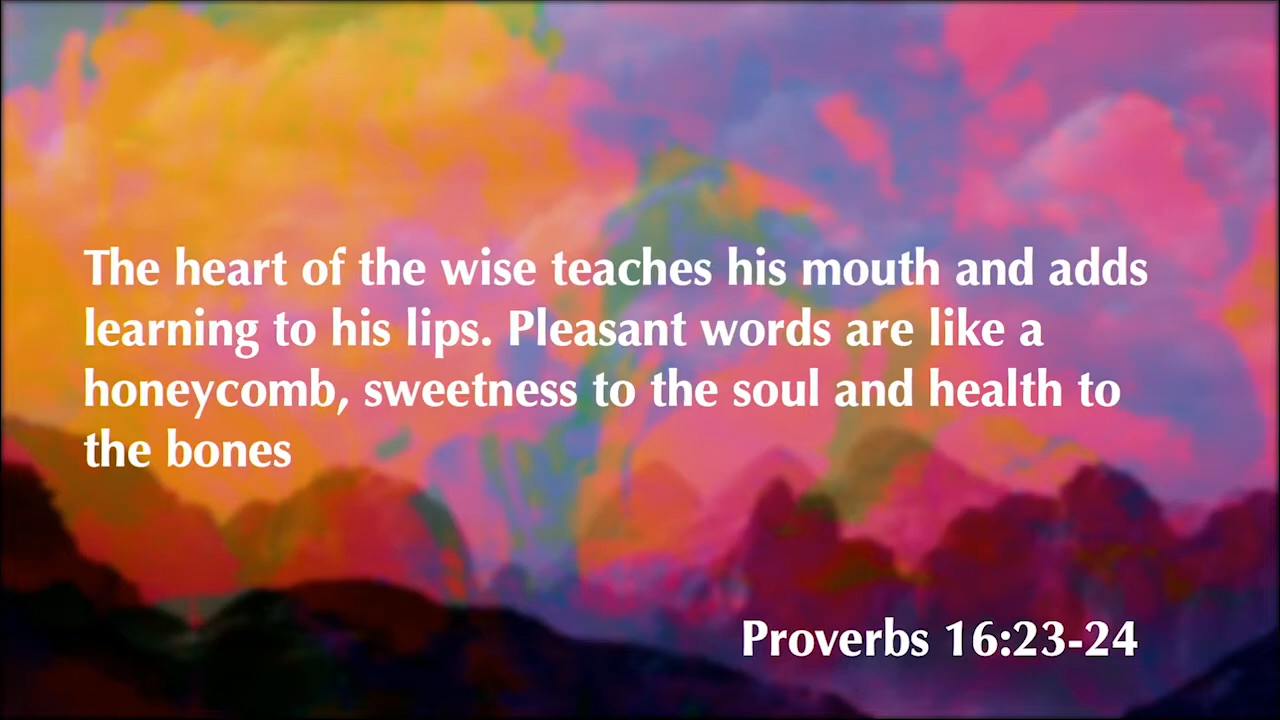 The heart of the wise teaches his mouth and adds
learning to his lips. Pleasant words are like a
honeycomb, sweetness to the soul and health to
the bones
Proverbs 16:23-24